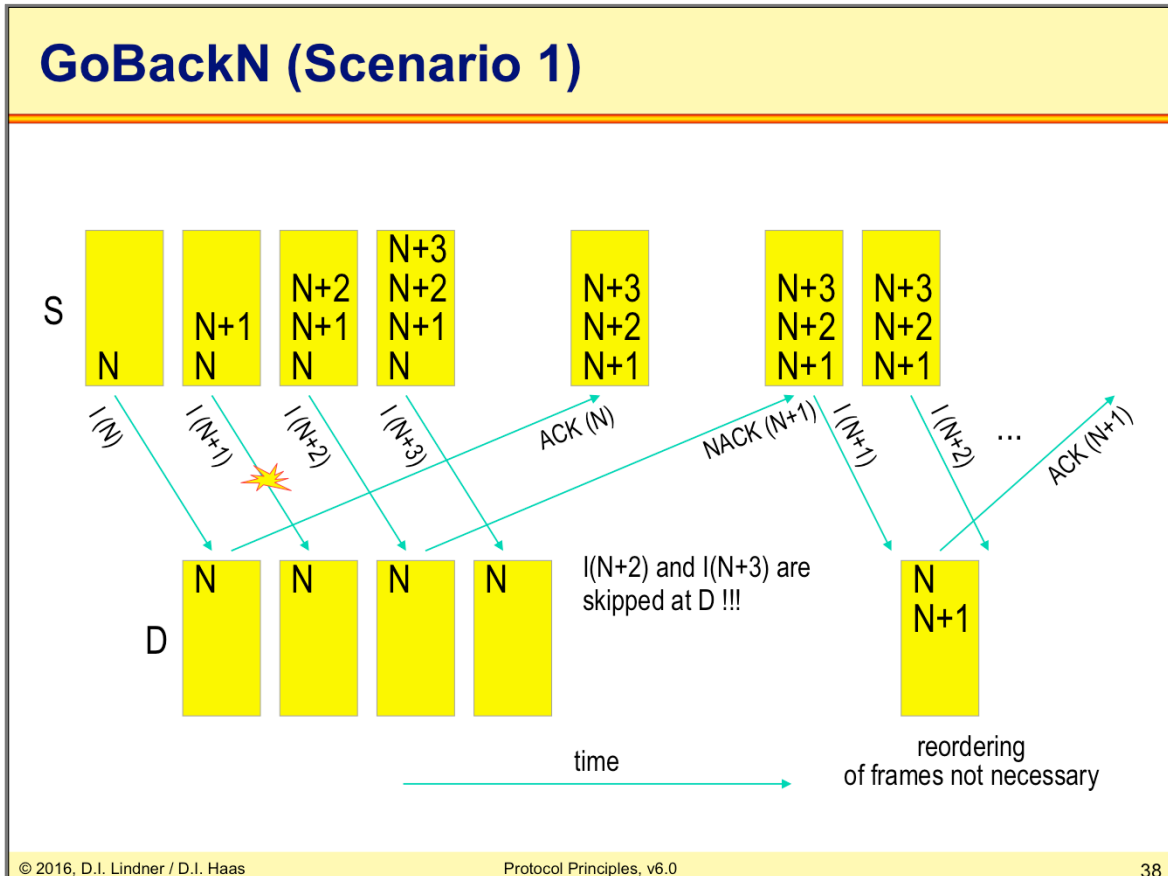 GoBackN (Scenario 1)
S
N
N+1
N
N+2
N+1
N
N+3
N+2
N+1
N
N+3
N+2
N+1
N+3
N+2
N+1
N+3
N+2
N+1
I (N)
I (N+1)
I (N+2)
I (N+3)
ACK (N)
NACK (N+1)
I (N+1)
I (N+2)
...
ACK (N+1)
D
N
N
N
N
I(N+2) and I(N+3) are
skipped at D !!!
N
N+1
time
reordering
of frames not necessary
© 2016, D.I. Lindner / D.I. Haas
Protocol Principles, v6.0
38